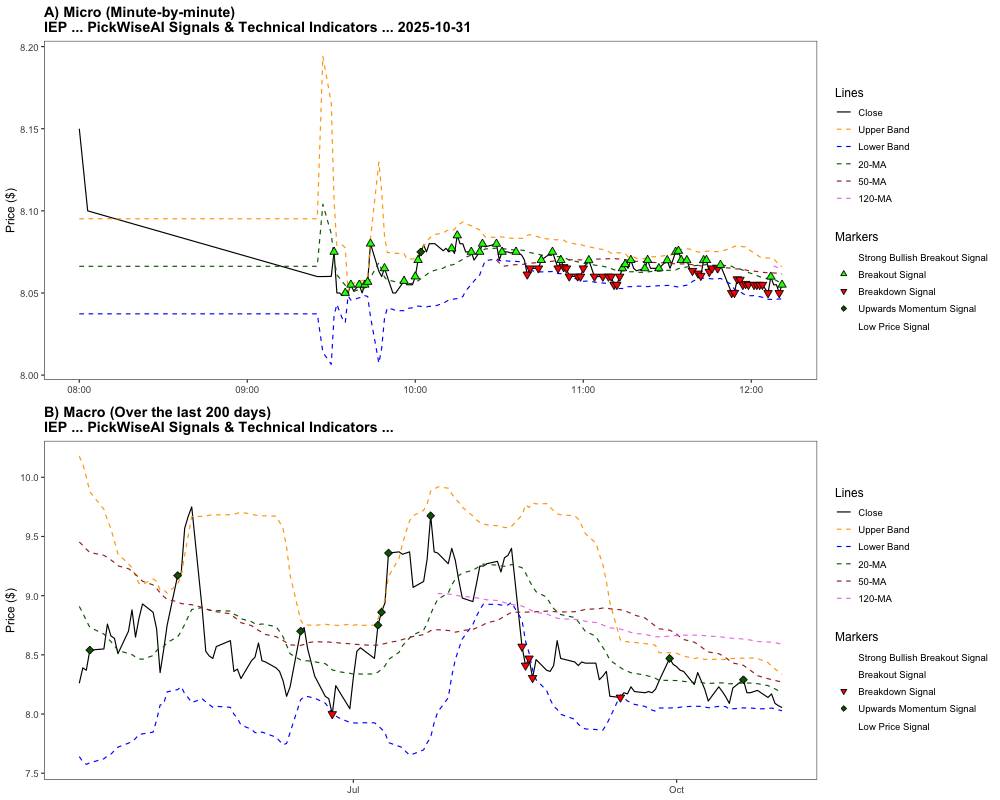 A) Micro (Minute-by-minute)
IEP ... PickWiseAI Signals & Technical Indicators ... 2025-10-31
Price ($)
8.20
8.15
8.10
8.05
8.00
08:00
09:00
10:00
11:00
12:00
Lines
Close
Upper Band
Lower Band
20-MA
50-MA
120-MA
Markers
Strong Bullish Breakout Signal
Breakout Signal
Breakdown Signal
Upwards Momentum Signal
Low Price Signal
B) Macro (Over the last 200 days)
IEP ... PickWiseAI Signals & Technical Indicators ...
Price ($)
10.0
9.5
9.0
8.5
8.0
7.5
Jul
Oct
Lines
Close
Upper Band
Lower Band
20-MA
50-MA
120-MA
Markers
Strong Bullish Breakout Signal
Breakout Signal
Breakdown Signal
Upwards Momentum Signal
Low Price Signal